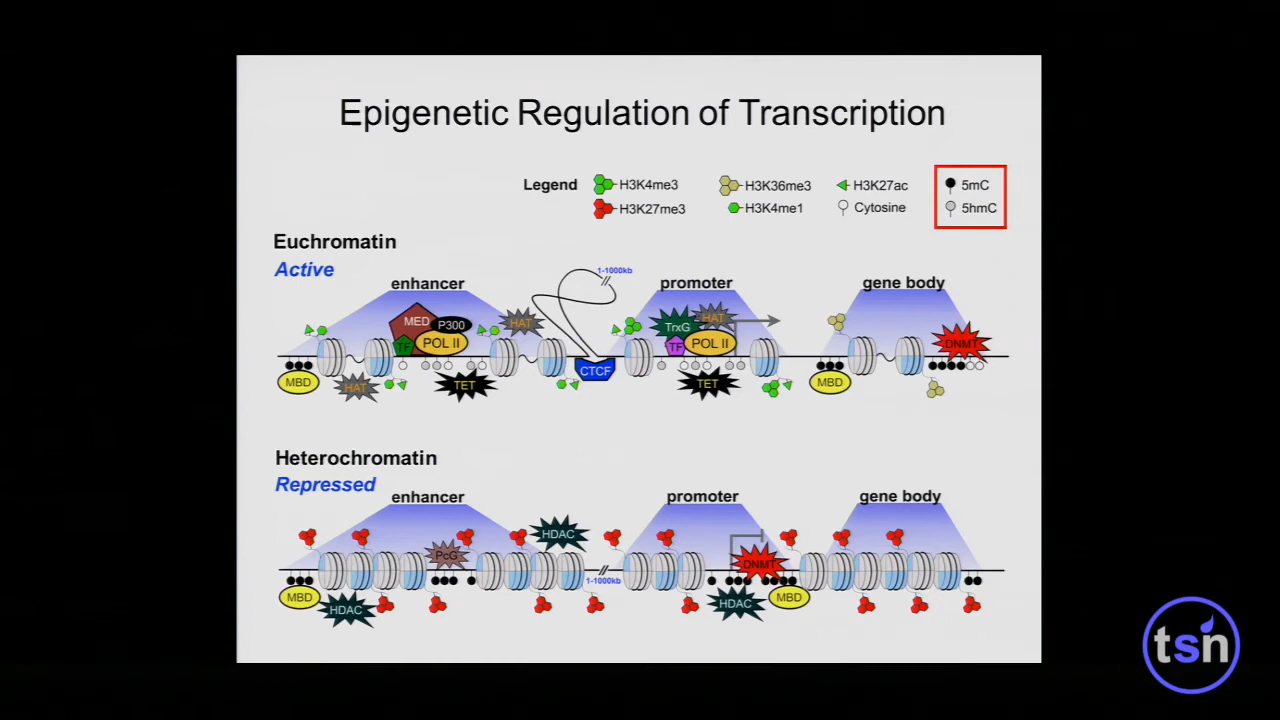 Epigenetic Regulation of Transcription
Legend H3K4me3 H3K36me3 H3K27ac 5mC
H3K27me3 H3K4me1 Cytosine 5hmC
Euchromatin
Active
enhancer 1-1000kb promoter gene body
MED P300 HAT TrxG HAT
TF POL II TF POL II DNMT
MBD HAT TET CTCF TET MBD
Heterochromatin
Repressed
enhancer promoter gene body
HDAC
PcG DNMT
1-1000kb
MBD HDAC HDAC MBD
tsn